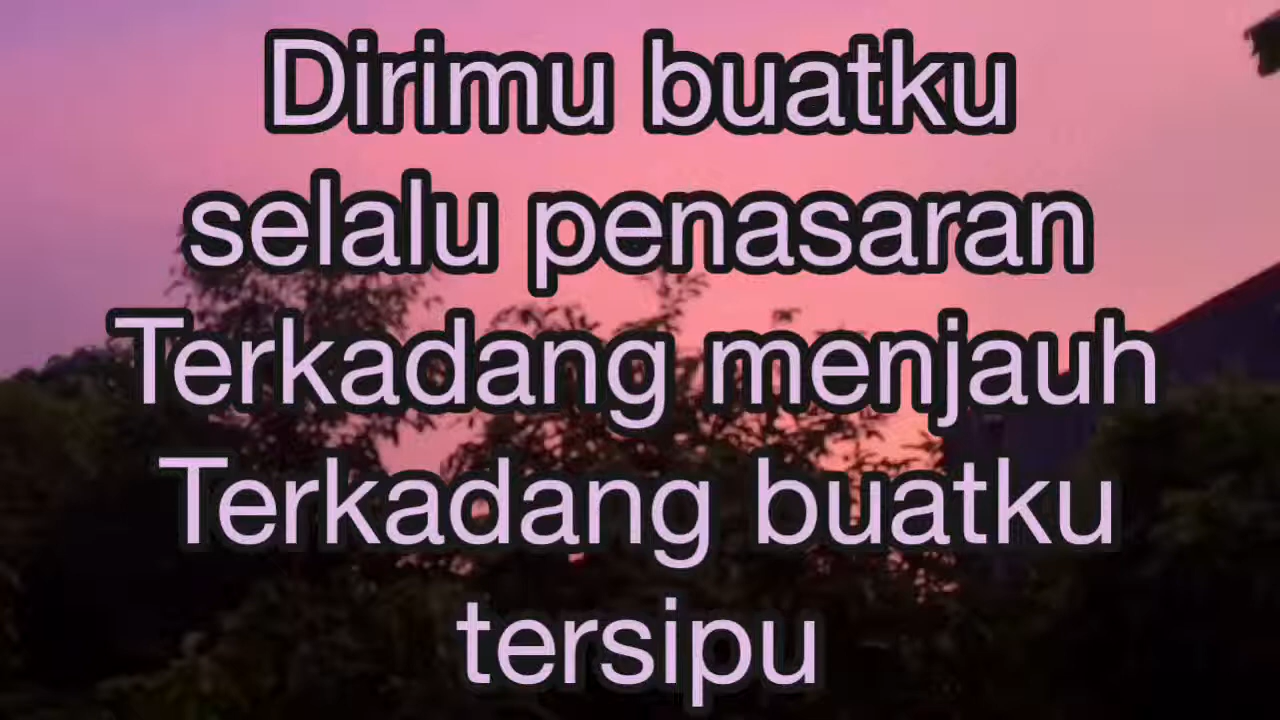 Dirimu buatku
selalu penasaran
Terkadang menjauh
Terkadang buatku
tersipu